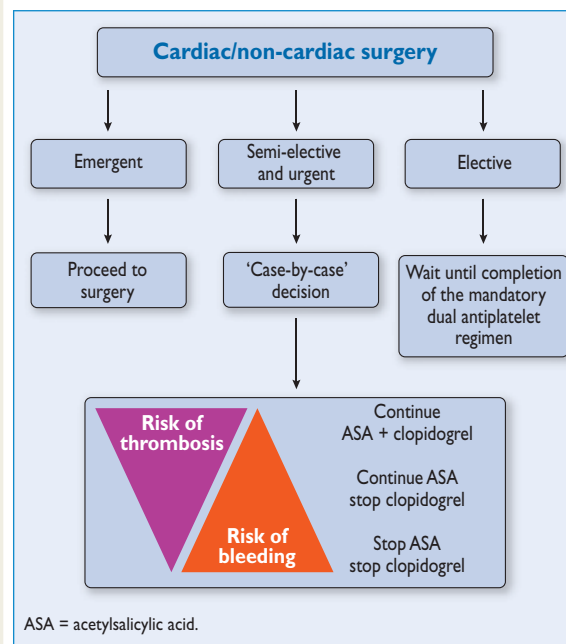 Cardiac/non-cardiac surgery
Emergent
Semi-elective
and urgent
Elective
Proceed to
surgery
‘Case-by-case’
decision
Wait until completion
of the mandatory
dual antiplatelet
regimen
Risk of
thrombosis
Risk of
bleeding
Continue
ASA + clopidogrel
Continue ASA
stop clopidogrel
Stop ASA
stop clopidogrel
ASA = acetylsalicylic acid.